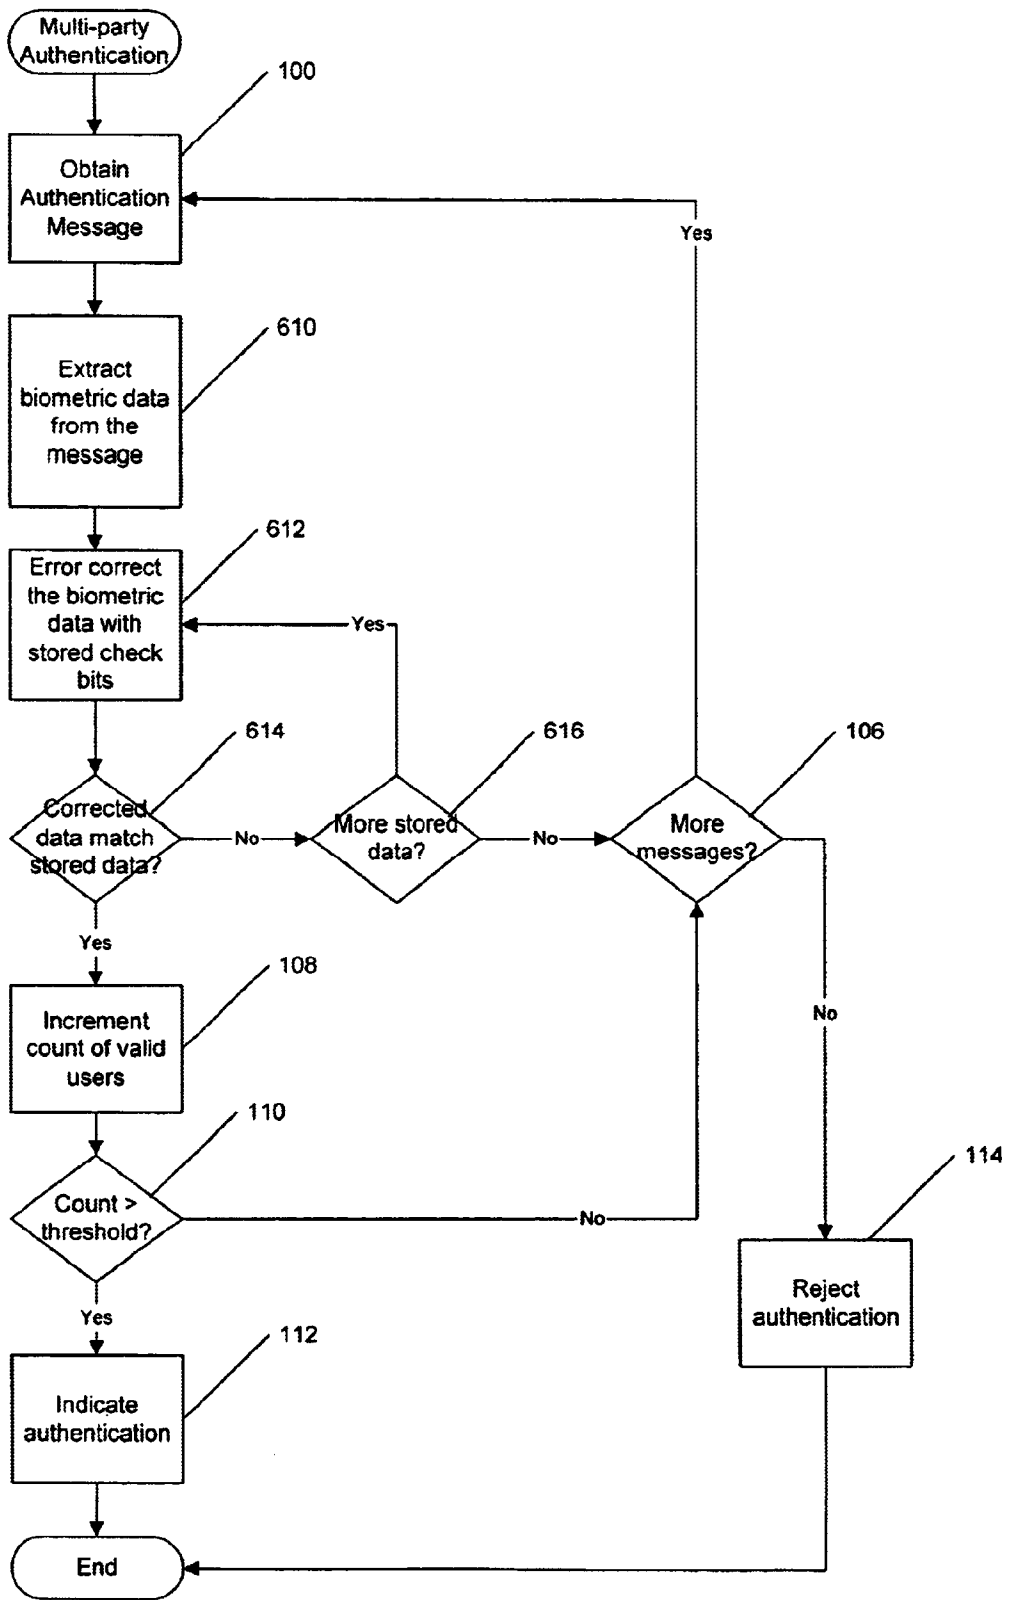 Multi-party
Authentication
100
Obtain
Authentication
Message
Yes
610
Extract
biometric data
from the
message
612
Error correct
the biometric
data with
stored check
bits
Yes
614
616
106
Corrected
data match
stored data?
No
More stored
data?
No
More
messages?
Yes
108
Increment
count of valid
users
No
110
Count >
threshold?
No
114
Reject
authentication
Yes
112
Indicate
authentication
End